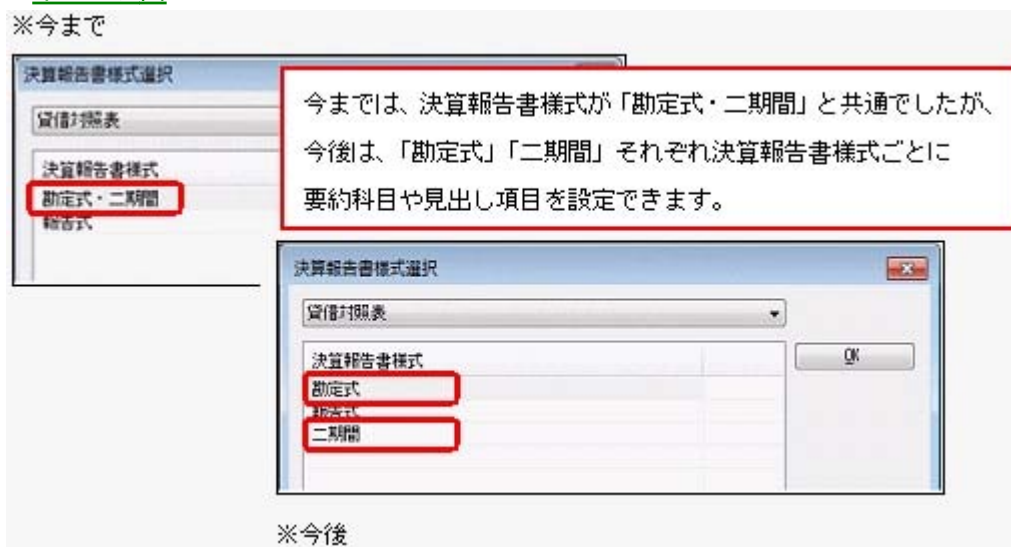 ※今まで
決算報告書様式選択
貸借対照表
決算報告書様式
勘定式・二期間
報告式
今までは、決算報告書様式が「勘定式・二期間」と共通でしたが、
今後は、「勘定式」「二期間」それぞれ決算報告書様式ごとに
要約科目や見出し項目を設定できます。
決算報告書様式選択
貸借対照表
決算報告書様式
OK
勘定式
報告式
二期間
※今後